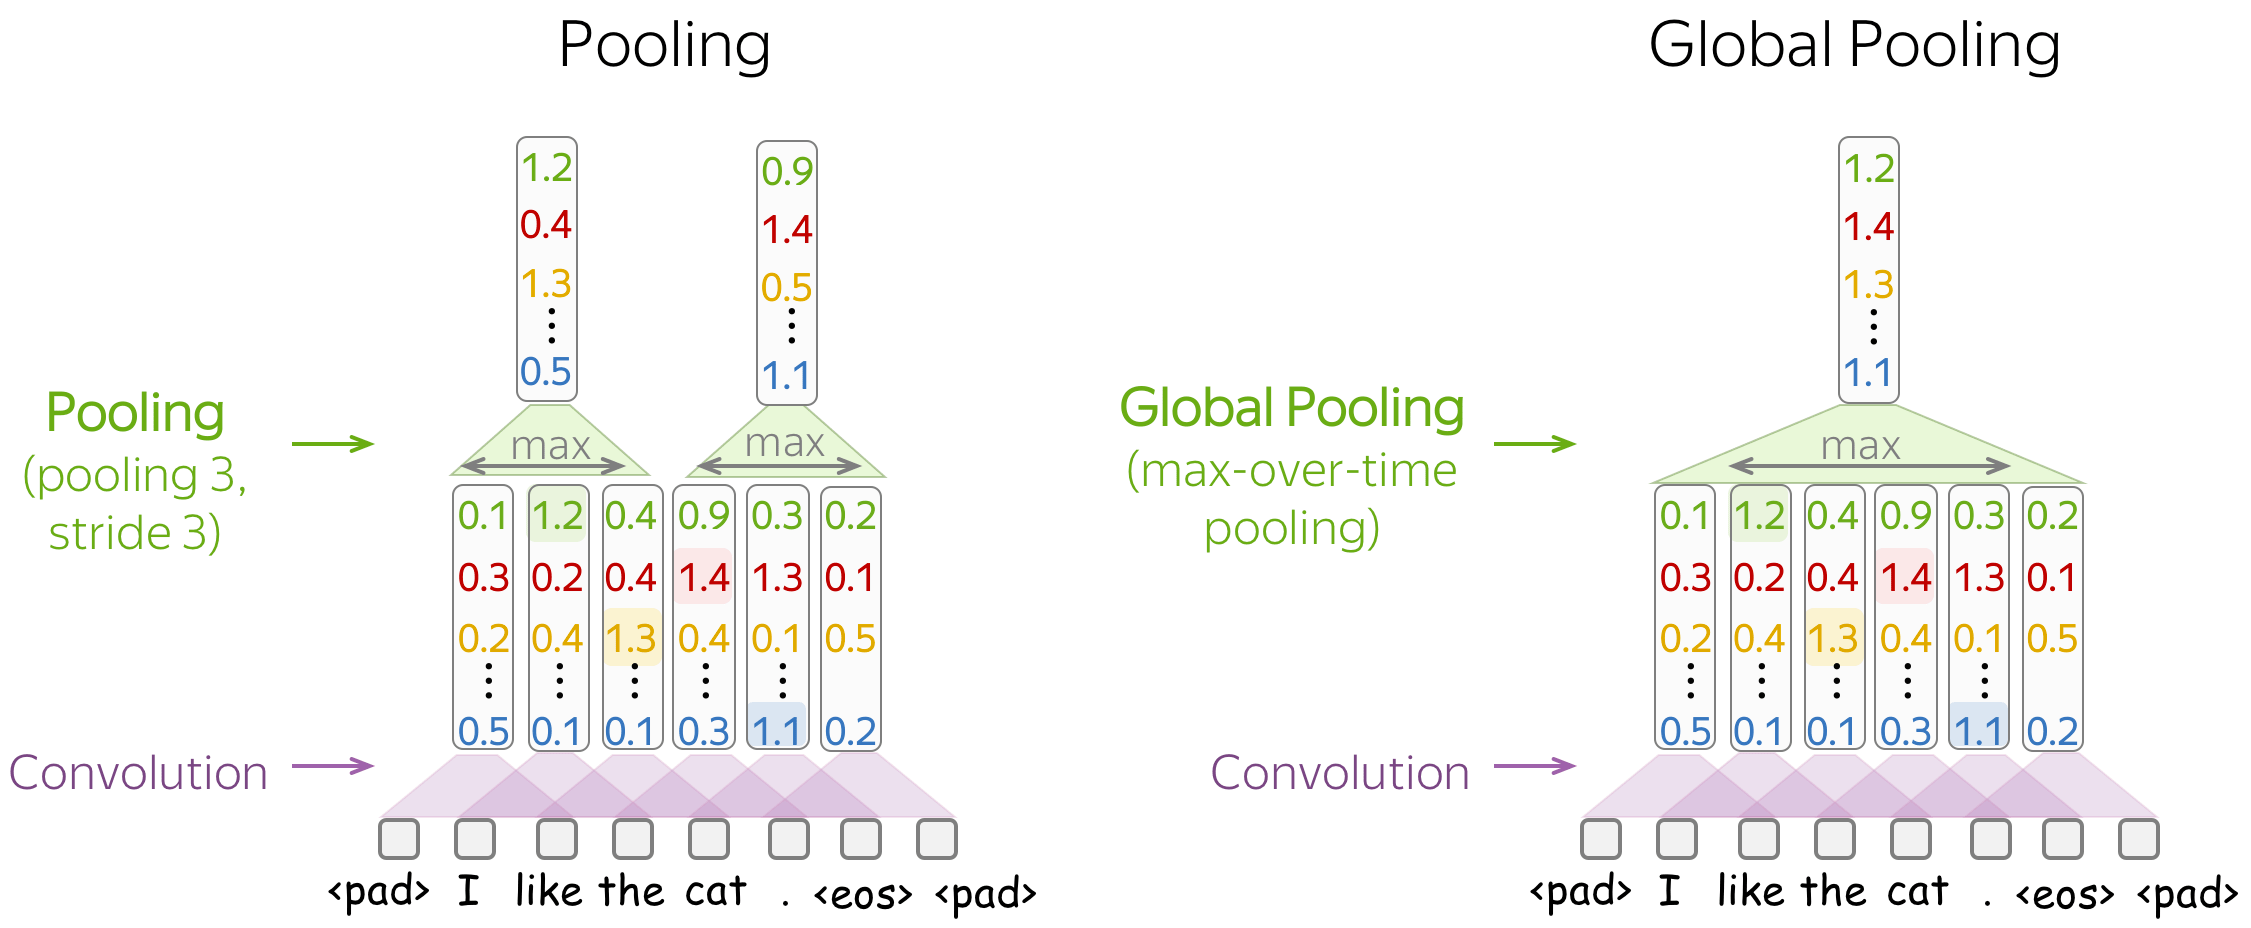 Pooling
1.2 0.9
0.4 1.4
1.3 0.5
0.5 1.1
Pooling
(pooling 3,
stride 3)
max max
0.1 1.2 0.4 0.9 0.3 0.2
0.3 0.2 0.4 1.4 1.3 0.1
0.2 0.4 1.3 0.4 0.1 0.5
0.5 0.1 0.1 0.3 1.1 0.2
Convolution
<pad> I like the cat . <eos> <pad>
Global Pooling
1.2
1.4
1.3
1.1
Global Pooling
(max-over-time
pooling)
max
0.1 1.2 0.4 0.9 0.3 0.2
0.3 0.2 0.4 1.4 1.3 0.1
0.2 0.4 1.3 0.4 0.1 0.5
0.5 0.1 0.1 0.3 1.1 0.2
Convolution
<pad> I like the cat . <eos> <pad>